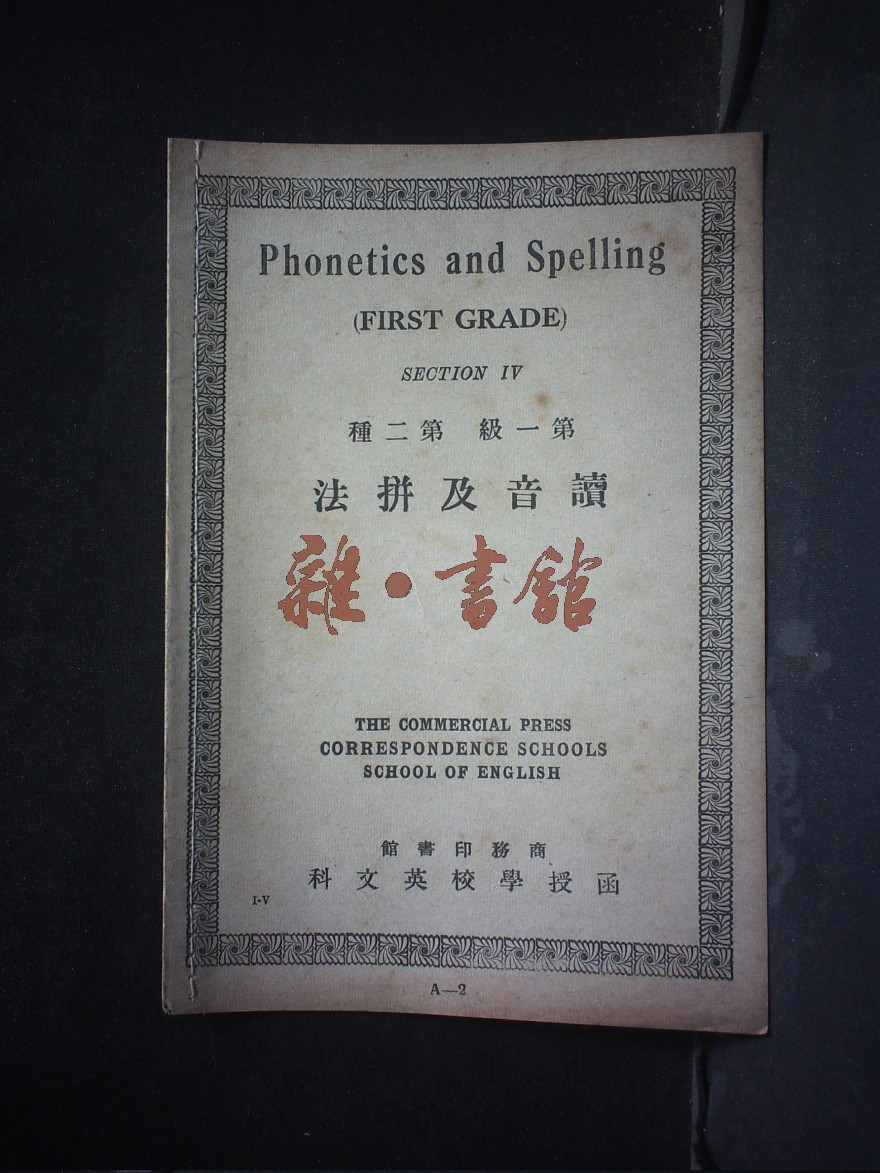 Phonetics and Spelling
(FIRST GRADE)
SECTION IV
第一級 第二種
讀音及拼法
雜·書館
THE COMMERCIAL PRESS
CORRESPONDENCE SCHOOLS
SCHOOL OF ENGLISH
商務印書館
函授學校英文科
I-V
A—2